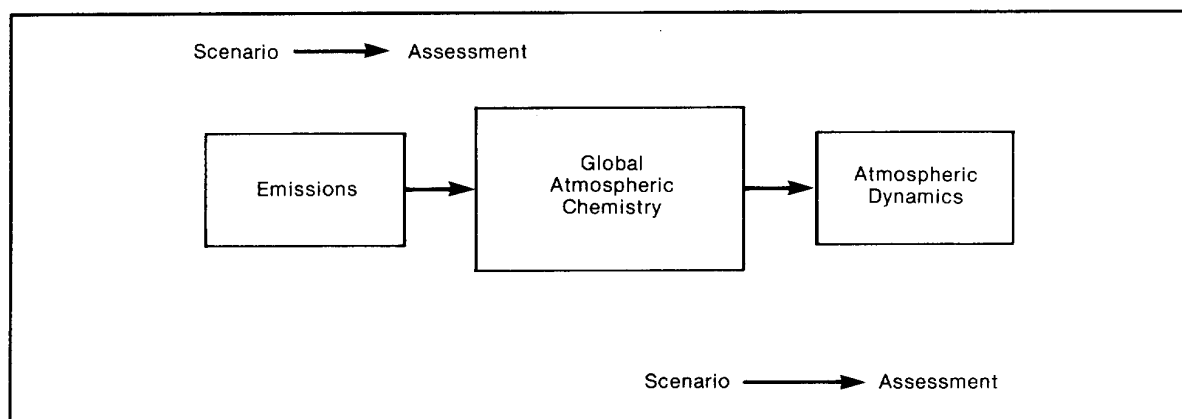 Scenario Assessment
Emissions
Global
Atmospheric
Chemistry
Atmospheric
Dynamics
Scenario Assessment